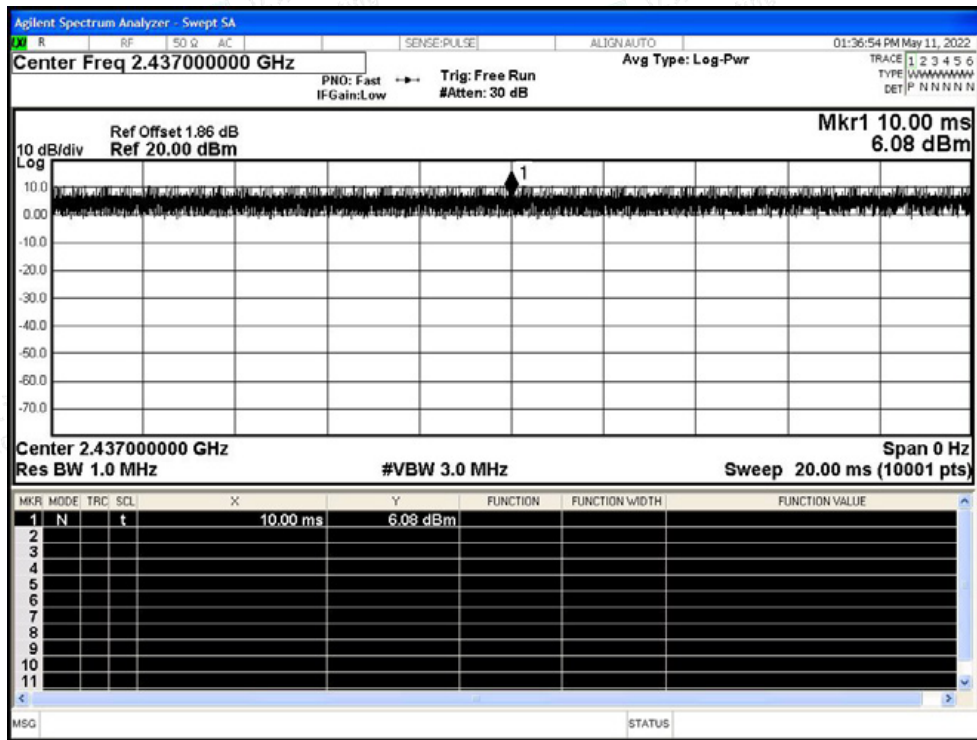 Agilent Spectrum Analyzer - Swept SA
R RF 50 Ω AC SENSE:PULSE ALIGN AUTO 01:36:54 PM May 11, 2022
Center Freq 2.437000000 GHz Avg Type: Log-Pwr TRACE 1 2 3 4 5 6
PNO: Fast Trig: Free Run TYPE WWWWWW
IFGain:Low #Atten: 30 dB DET P N N N N N
Mkr1 10.00 ms
Ref Offset 1.86 dB
10 dB/div Ref 20.00 dBm 6.08 dBm
Log
1
10.0
0.00
-10.0
-20.0
-30.0
-40.0
-50.0
-60.0
-70.0
Center 2.437000000 GHz Span 0 Hz
Res BW 1.0 MHz #VBW 3.0 MHz Sweep 20.00 ms (10001 pts)
MKR MODE TRC SCL X Y FUNCTION FUNCTION WIDTH FUNCTION VALUE
1 N t 10.00 ms 6.08 dBm
2
3
4
5
6
7
8
9
10
11
MSG STATUS